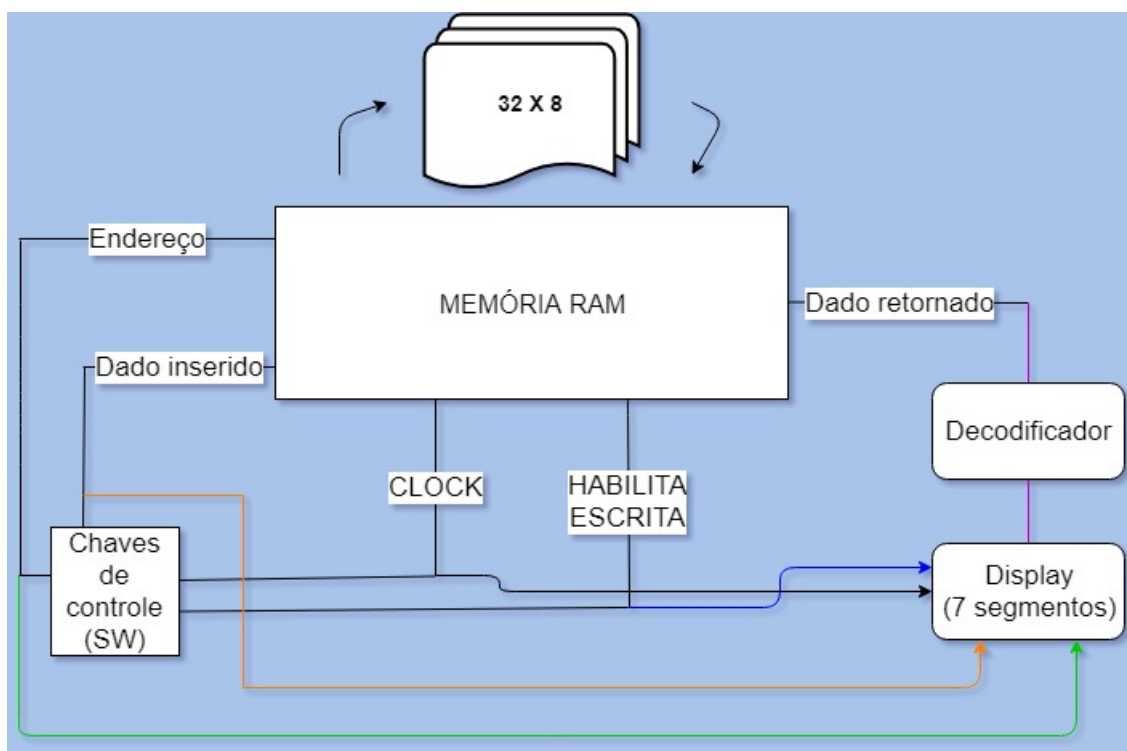 32 X 8
Endereço
MEMÓRIA RAM
Dado retornado
Dado inserido
Decodificador
CLOCK
HABILITA
ESCRITA
Chaves
de
controle
(SW)
Display
(7 segmentos)